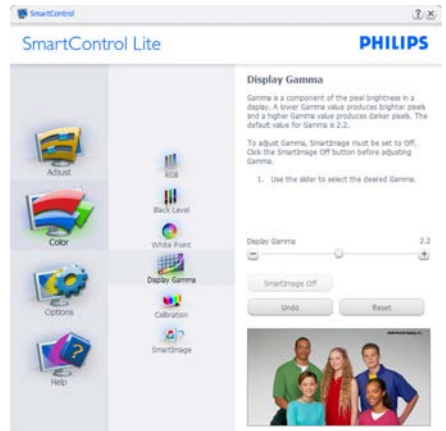 SmartControl
SmartControl Lite
PHILIPS
Adjust
Color
Options
Help
RGB
Black Level
White Point
Display Gamma
Calibration
SmartImage
Display Gamma
Gamma is a component of the pixel brightness in a
display. A lower Gamma value produces brighter pixels
and a higher Gamma value produces darker pixels. The
default value for Gamma is 2.2.
To adjust Gamma, SmartImage must be set to Off.
Click the SmartImage Off button before adjusting
Gamma.
1. Use the slider to select the desired Gamma.
Display Gamma 2.2
SmartImage Off
Undo Reset